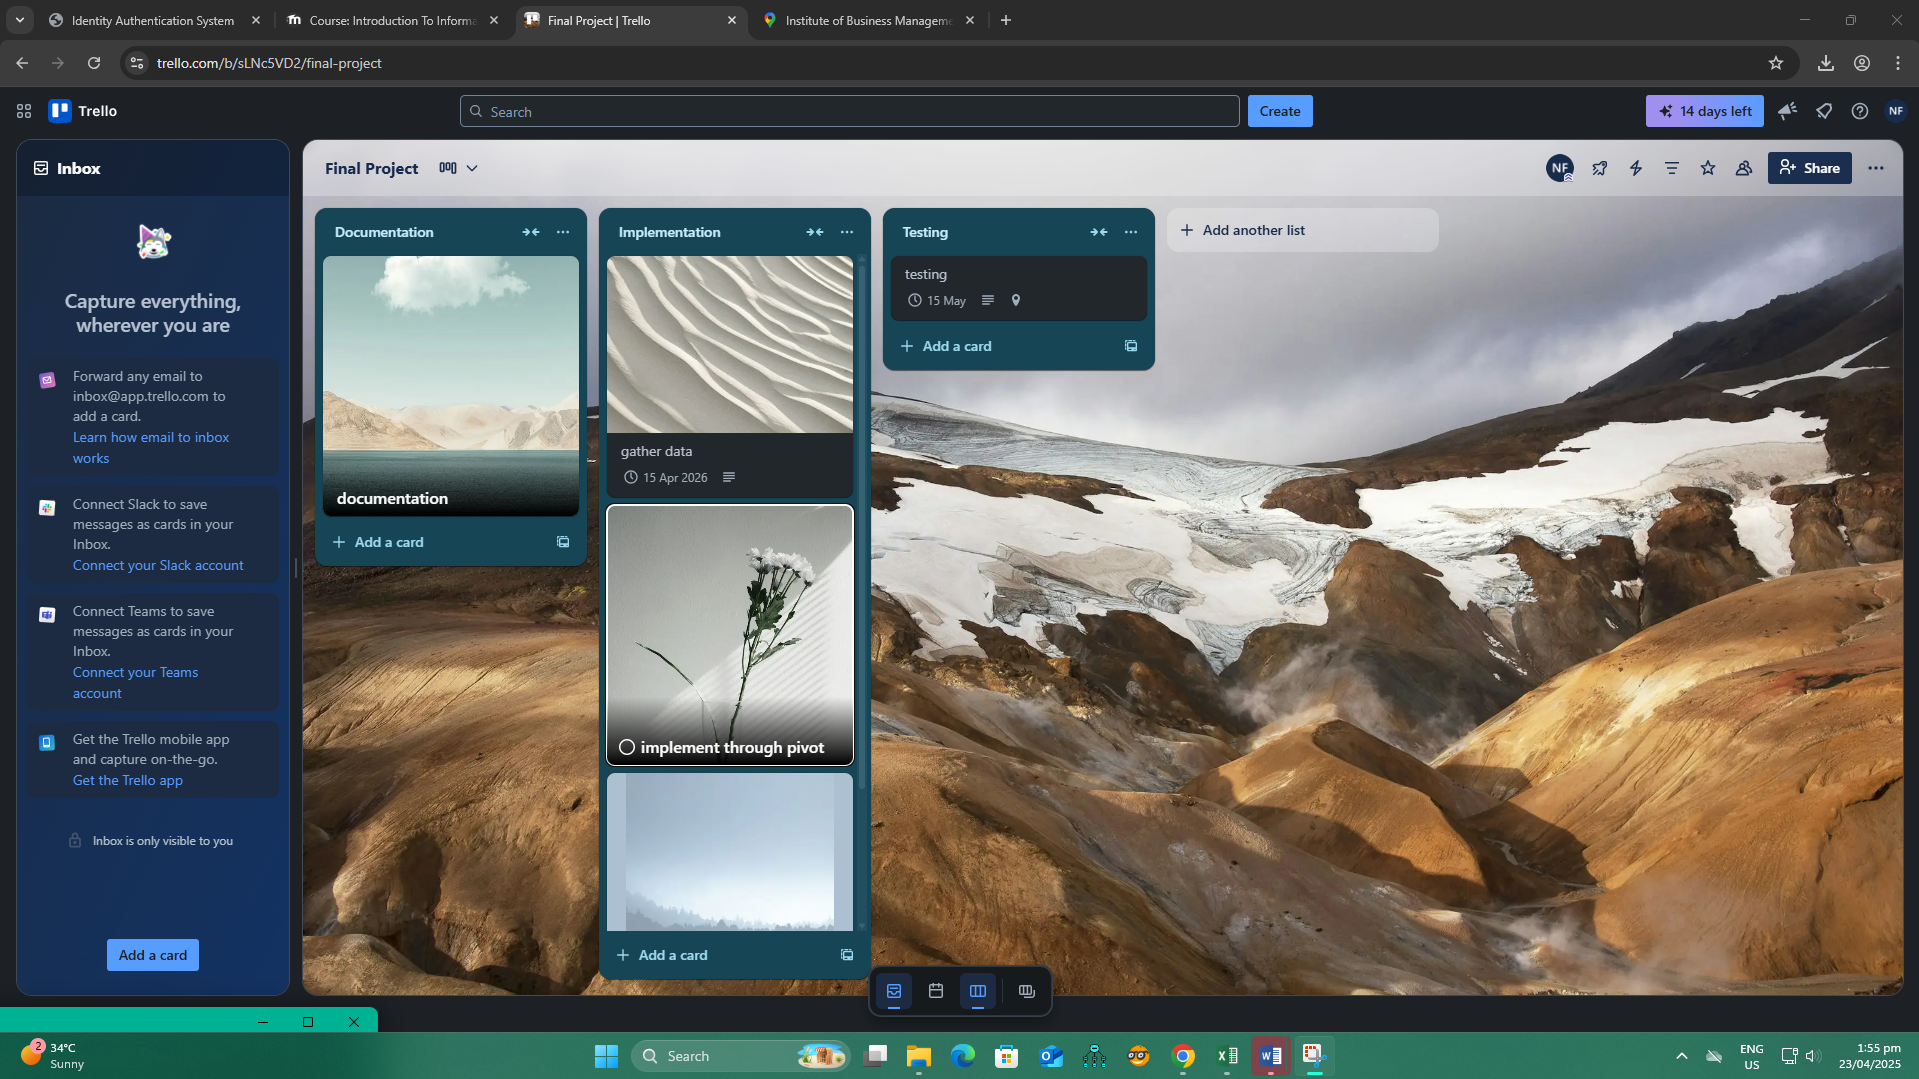 Identity Authentication System
Course: Introduction To Informa
Final Project | Trello
Institute of Business Manageme
trello.com/b/sLNc5VD2/final-project
Trello
Search
Create
14 days left
NF
Inbox
Capture everything,
wherever you are
Forward any email to
inbox@app.trello.com to
add a card.
Learn how email to inbox
works
Connect Slack to save
messages as cards in your
Inbox.
Connect your Slack account
Connect Teams to save
messages as cards in your
Inbox.
Connect your Teams
account
Get the Trello mobile app
and capture on-the-go.
Get the Trello app
Inbox is only visible to you
Add a card
Final Project
NF
Share
Documentation
documentation
Add a card
Implementation
gather data
15 Apr 2026
implement through pivot
Add a card
Testing
testing
15 May
Add a card
Add another list
2
34°C
Sunny
Search
ENG
US
1:55 pm
23/04/2025